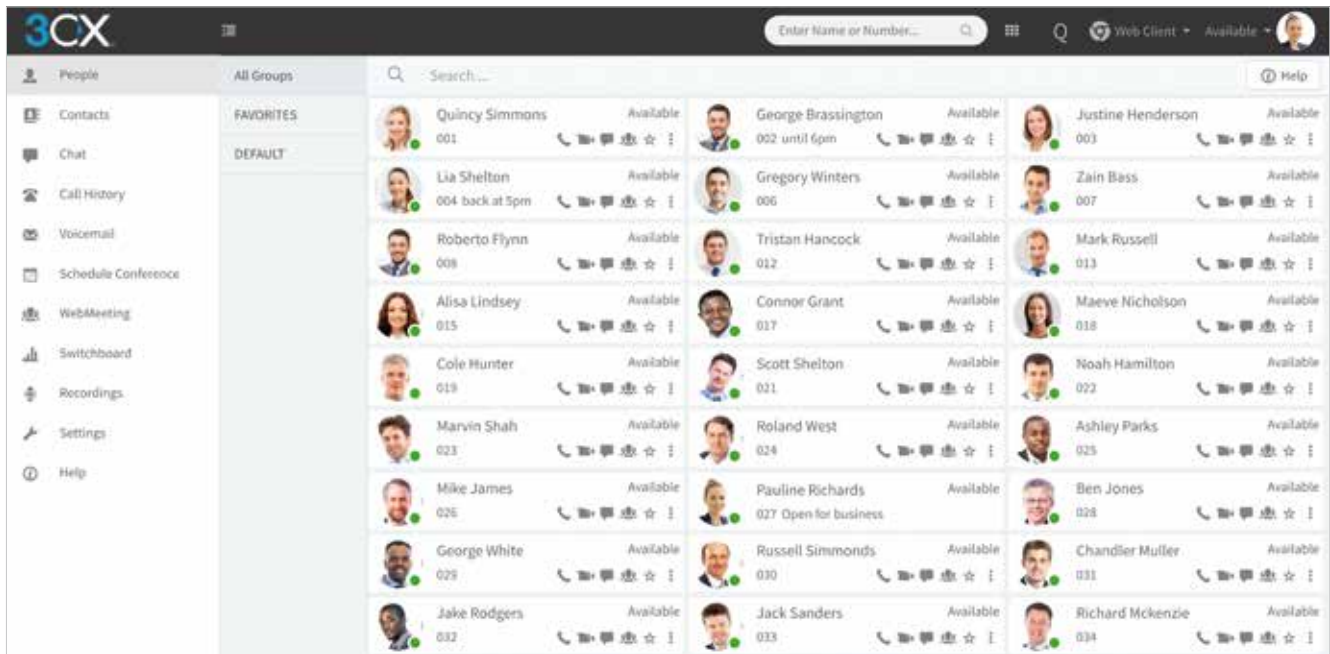 3CX
Enter Name or Number...
Web Client
Available
People
Contacts
Chat
Call History
Voicemail
Schedule Conference
WebMeeting
Switchboard
Recordings
Settings
Help
All Groups
FAVORITES
DEFAULT
Search...
Help
Quincy Simmons Available
001
George Brassington Available
002 until 6pm
Justine Henderson Available
003
Lia Shelton Available
004 back at 5pm
Gregory Winters Available
006
Zain Bass Available
007
Roberto Flynn Available
008
Tristan Hancock Available
012
Mark Russell Available
013
Alisa Lindsey Available
015
Connor Grant Available
017
Maeve Nicholson Available
018
Cole Hunter Available
019
Scott Shelton Available
021
Noah Hamilton Available
022
Marvin Shah Available
023
Roland West Available
024
Ashley Parks Available
025
Mike James Available
026
Pauline Richards Available
027 Open for business
Ben Jones Available
028
George White Available
029
Russell Simmonds Available
030
Chandler Muller Available
031
Jake Rodgers Available
032
Jack Sanders Available
033
Richard Mckenzie Available
034